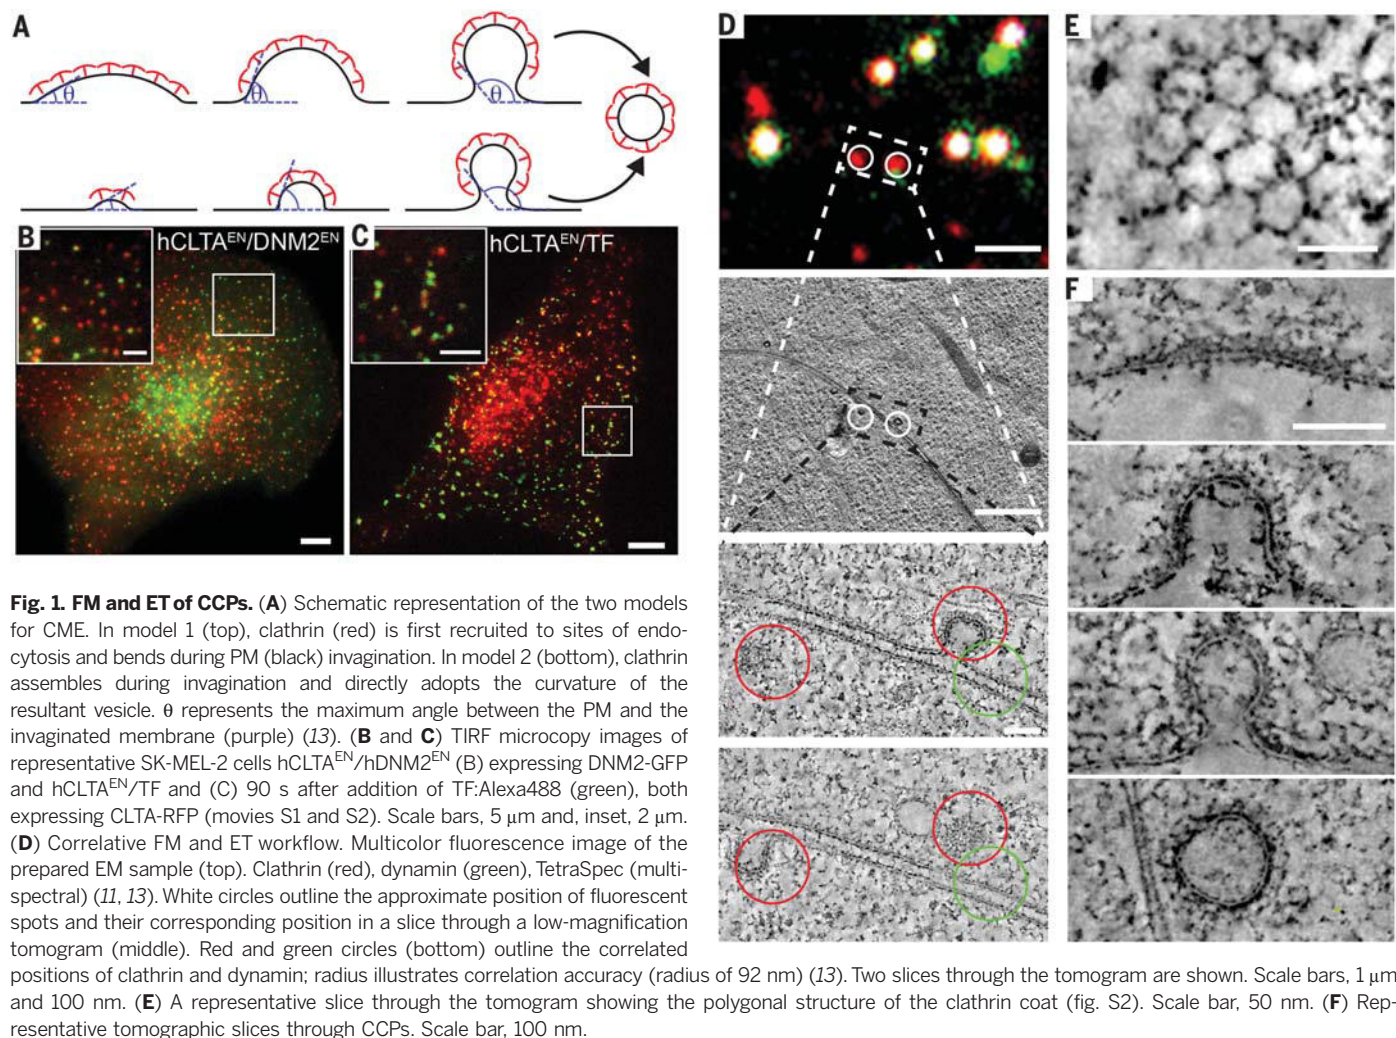 A
θ
θ
θ
B
hCLTA^EN/DNM2^EN
C
hCLTA^EN/TF
D
E
F
Fig. 1. FM and ET of CCPs. (A) Schematic representation of the two models
for CME. In model 1 (top), clathrin (red) is first recruited to sites of endo-
cytosis and bends during PM (black) invagination. In model 2 (bottom), clathrin
assembles during invagination and directly adopts the curvature of the
resultant vesicle. θ represents the maximum angle between the PM and the
invaginated membrane (purple) (13). (B and C) TIRF microcopy images of
representative SK-MEL-2 cells hCLTA^EN/hDNM2^EN (B) expressing DNM2-GFP
and hCLTA^EN/TF and (C) 90 s after addition of TF:Alexa488 (green), both
expressing CLTA-RFP (movies S1 and S2). Scale bars, 5 μm and, inset, 2 μm.
(D) Correlative FM and ET workflow. Multicolor fluorescence image of the
prepared EM sample (top). Clathrin (red), dynamin (green), TetraSpec (multi-
spectral) (11, 13). White circles outline the approximate position of fluorescent
spots and their corresponding position in a slice through a low-magnification
tomogram (middle). Red and green circles (bottom) outline the correlated
positions of clathrin and dynamin; radius illustrates correlation accuracy (radius of 92 nm) (13). Two slices through the tomogram are shown. Scale bars, 1 μm
and 100 nm. (E) A representative slice through the tomogram showing the polygonal structure of the clathrin coat (fig. S2). Scale bar, 50 nm. (F) Rep-
resentative tomographic slices through CCPs. Scale bar, 100 nm.